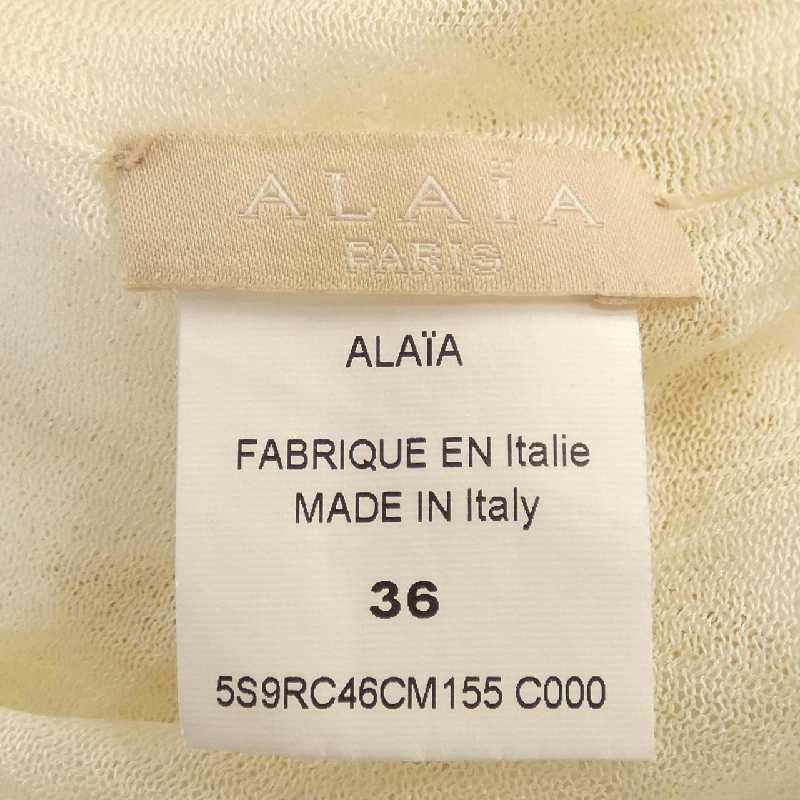 ALAÏA
PARIS
ALAÏA
FABRIQUE EN Italie
MADE IN Italy
36
5S9RC46CM155 C000